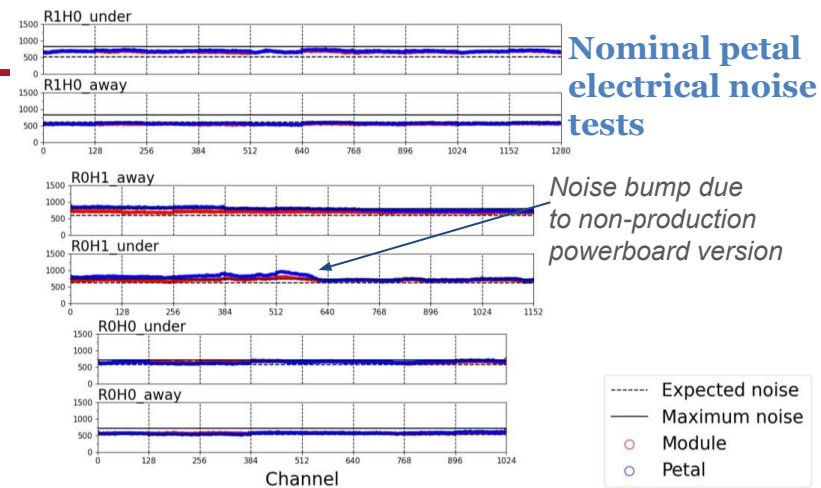 R1H0_under
1500
1000
500
0
R1H0_away
1500
1000
500
0
0 128 256 384 512 640 768 896 1024 1152 1280
Nominal petal
electrical noise
tests
R0H1_away
1500
1000
500
0
Noise bump due
to non-production
powerboard version
R0H1_under
1500
1000
500
0
0 128 256 384 512 640 768 896 1024 1152
R0H0_under
1500
1000
500
0
R0H0_away
1500
1000
500
0
0 128 256 384 512 640 768 896 1024
Channel
Expected noise
Maximum noise
Module
Petal